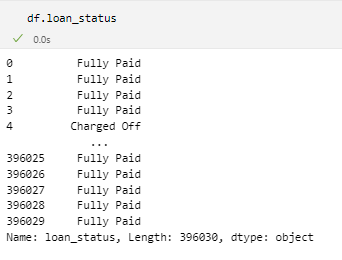 df.loan_status
0.0s
0 Fully Paid
1 Fully Paid
2 Fully Paid
3 Fully Paid
4 Charged Off
...
396025 Fully Paid
396026 Fully Paid
396027 Fully Paid
396028 Fully Paid
396029 Fully Paid
Name: loan_status, Length: 396030, dtype: object